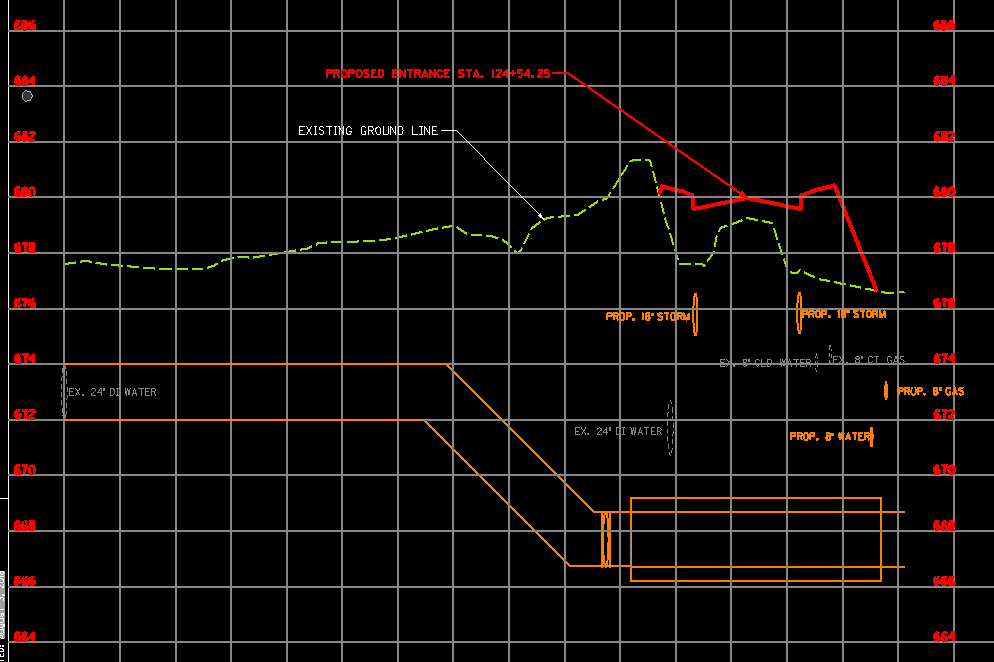 686 686
PROPOSED ENTRANCE STA. 124+54.25
684 684
EXISTING GROUND LINE
682 682
680 680
678 678
676 676
PROP. 18" STORM PROP. 18" STORM
674 EX. 8" CLD WATER EX. 8" CT GAS 674
EX. 24" DI WATER PROP. 8" GAS
672 672
EX. 24" DI WATER PROP. 8" WATER
670 670
668 668
666 666
664 664